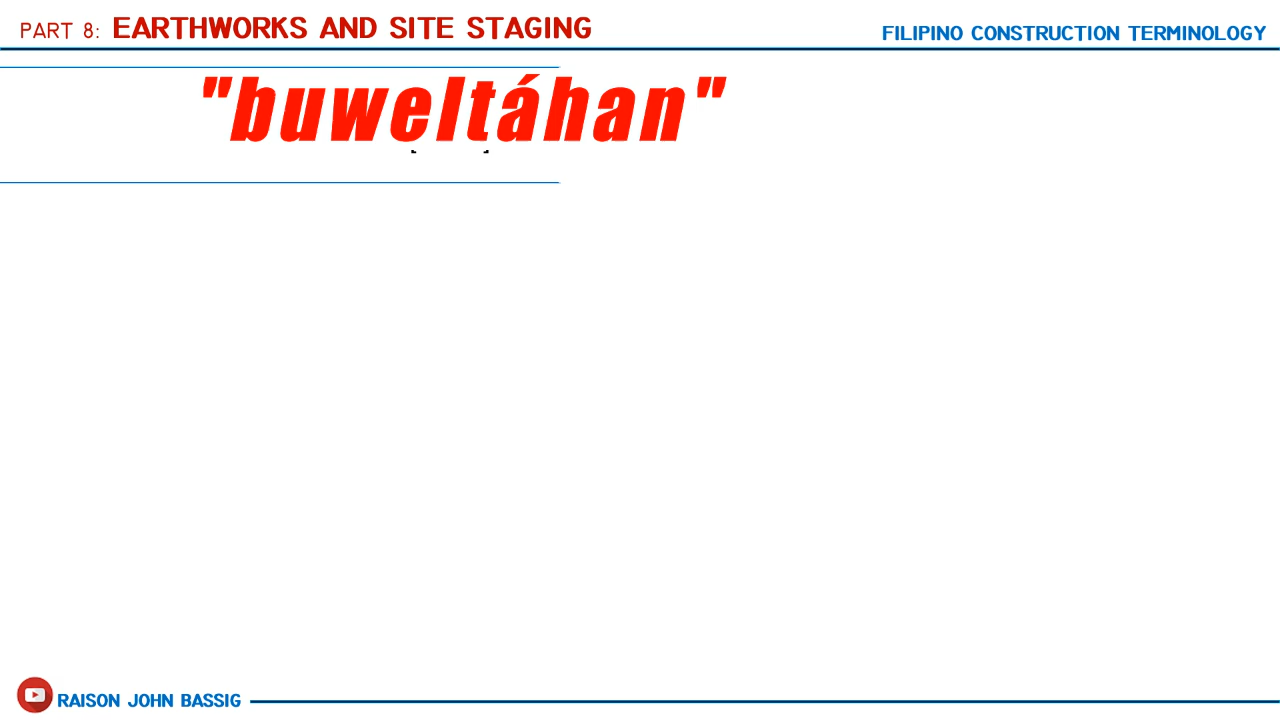 PART 8: EARTHWORKS AND SITE STAGING
FILIPINO CONSTRUCTION TERMINOLOGY
"buweltáhan"
RAISON JOHN BASSIG